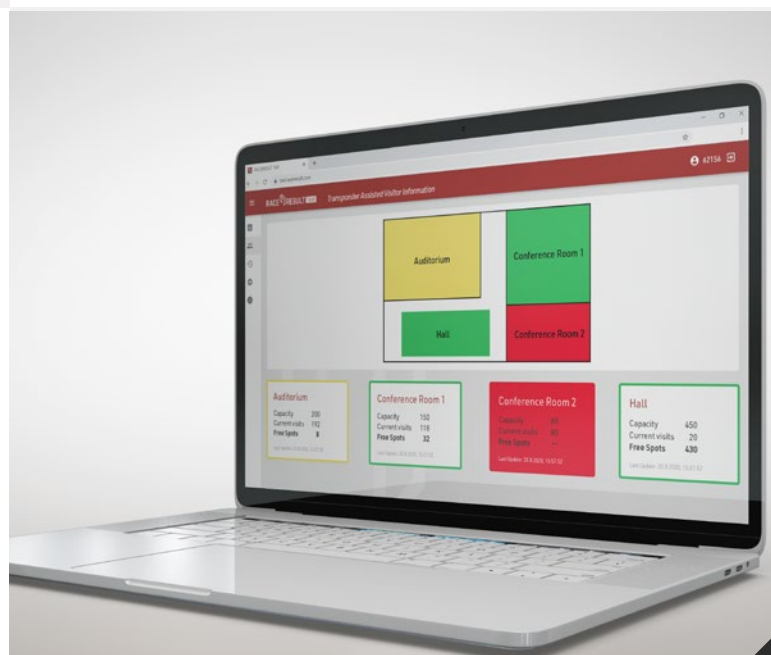 RACE RESULT
Transponder Assisted Visitor Information
62156
Auditorium
Conference Room 1
Hall
Conference Room 2
Auditorium
Capacity 200
Current visits 192
Free Spots 8
Conference Room 1
Capacity 150
Current visits 118
Free Spots 32
Conference Room 2
Capacity
Current visits
Free Spots
Hall
Capacity 450
Current visits 20
Free Spots 430